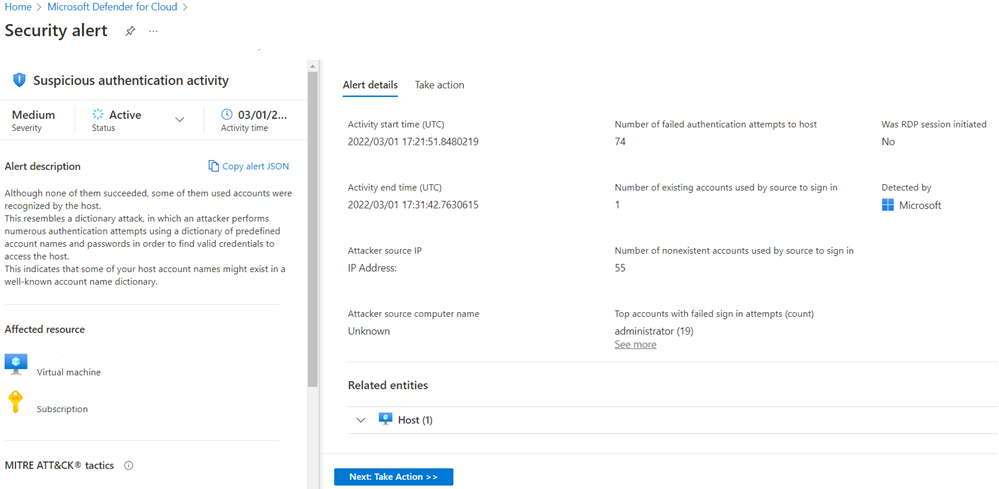 Home > Microsoft Defender for Cloud >
Security alert
...
Suspicious authentication activity
Medium
Severity
Active
Status
03/01/2...
Activity time
Alert description
Copy alert JSON
Although none of them succeeded, some of them used accounts were
recognized by the host.
This resembles a dictionary attack, in which an attacker performs
numerous authentication attempts using a dictionary of predefined
account names and passwords in order to find valid credentials to
access the host.
This indicates that some of your host account names might exist in a
well-known account name dictionary.
Affected resource
Virtual machine
Subscription
MITRE ATT&CK® tactics
Alert details
Take action
Activity start time (UTC)
2022/03/01 17:21:51.8480219
Number of failed authentication attempts to host
74
Was RDP session initiated
No
Activity end time (UTC)
2022/03/01 17:31:42.7630615
Number of existing accounts used by source to sign in
1
Detected by
Microsoft
Attacker source IP
IP Address:
Number of nonexistent accounts used by source to sign in
55
Attacker source computer name
Unknown
Top accounts with failed sign in attempts (count)
administrator (19)
See more
Related entities
Host (1)
Next: Take Action >>